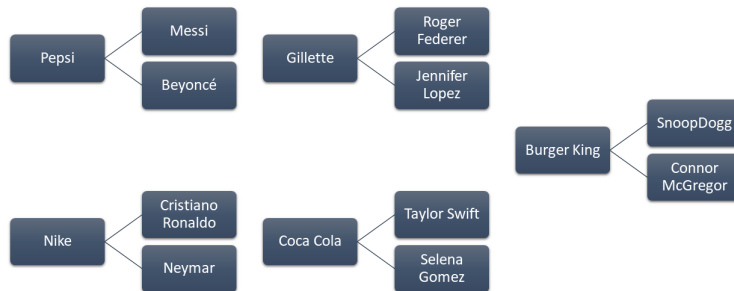 Pepsi
Messi
Beyoncé
Gillette
Roger
Federer
Jennifer
Lopez
Burger King
SnoopDogg
Connor
McGregor
Nike
Cristiano
Ronaldo
Neymar
Coca Cola
Taylor Swift
Selena
Gomez